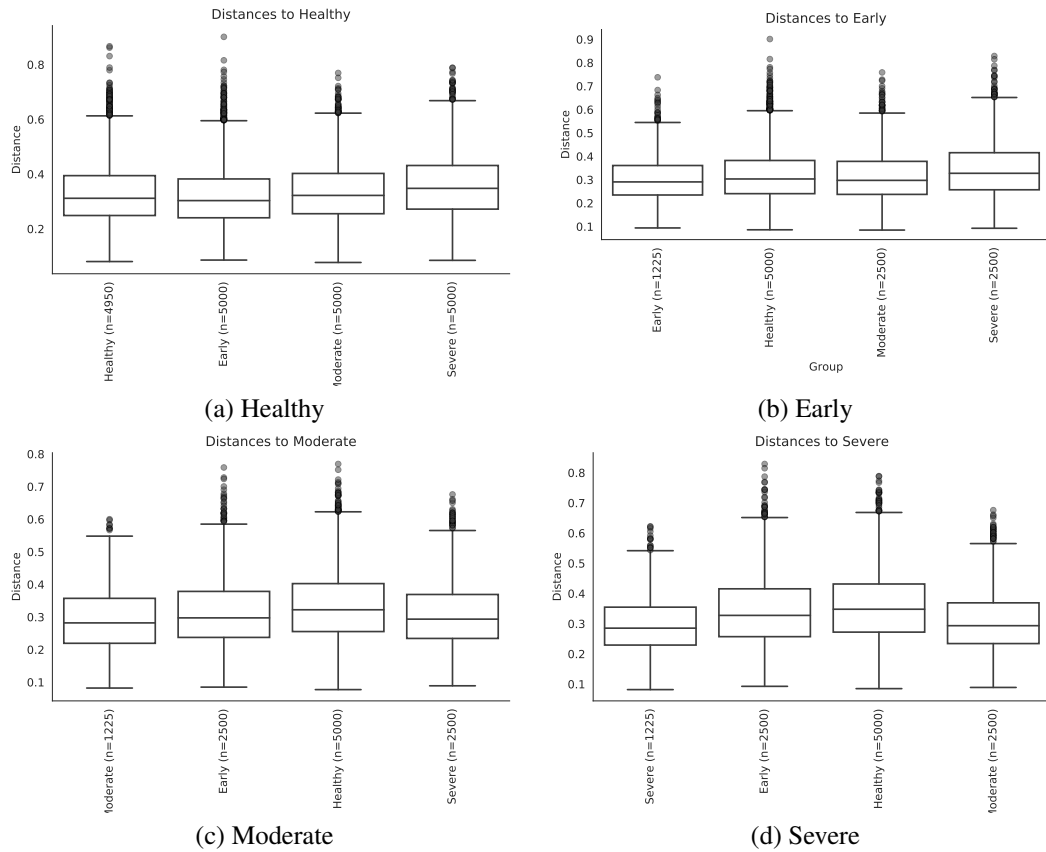 Distances to Healthy
Distance
0.8
0.6
0.4
0.2
Healthy (n=4950)
Early (n=5000)
oderate (n=5000)
Severe (n=5000)
(a) Healthy
Distances to Early
Distance
0.9
0.8
0.7
0.6
0.5
0.4
0.3
0.2
0.1
Early (n=1225)
Healthy (n=5000)
Moderate (n=2500)
Severe (n=2500)
Group
(b) Early
Distances to Moderate
Distance
0.8
0.7
0.6
0.5
0.4
0.3
0.2
0.1
oderate (n=1225)
Early (n=2500)
Healthy (n=5000)
Severe (n=2500)
(c) Moderate
Distances to Severe
Distance
0.8
0.7
0.6
0.5
0.4
0.3
0.2
0.1
Severe (n=1225)
Early (n=2500)
Healthy (n=5000)
oderate (n=2500)
(d) Severe